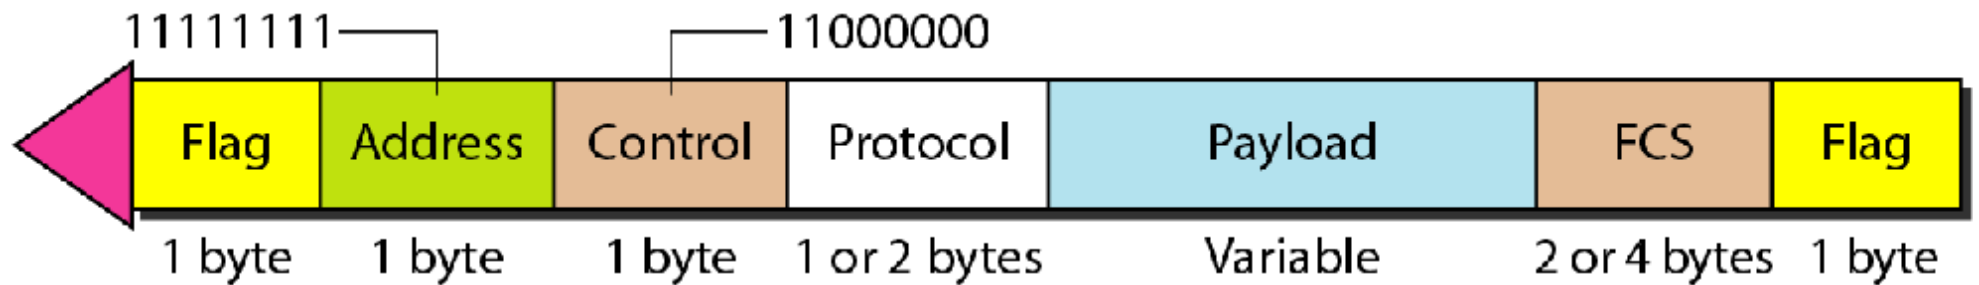 11111111 11000000
Flag Address Control Protocol Payload FCS Flag
1 byte 1 byte 1 byte 1 or 2 bytes Variable 2 or 4 bytes 1 byte